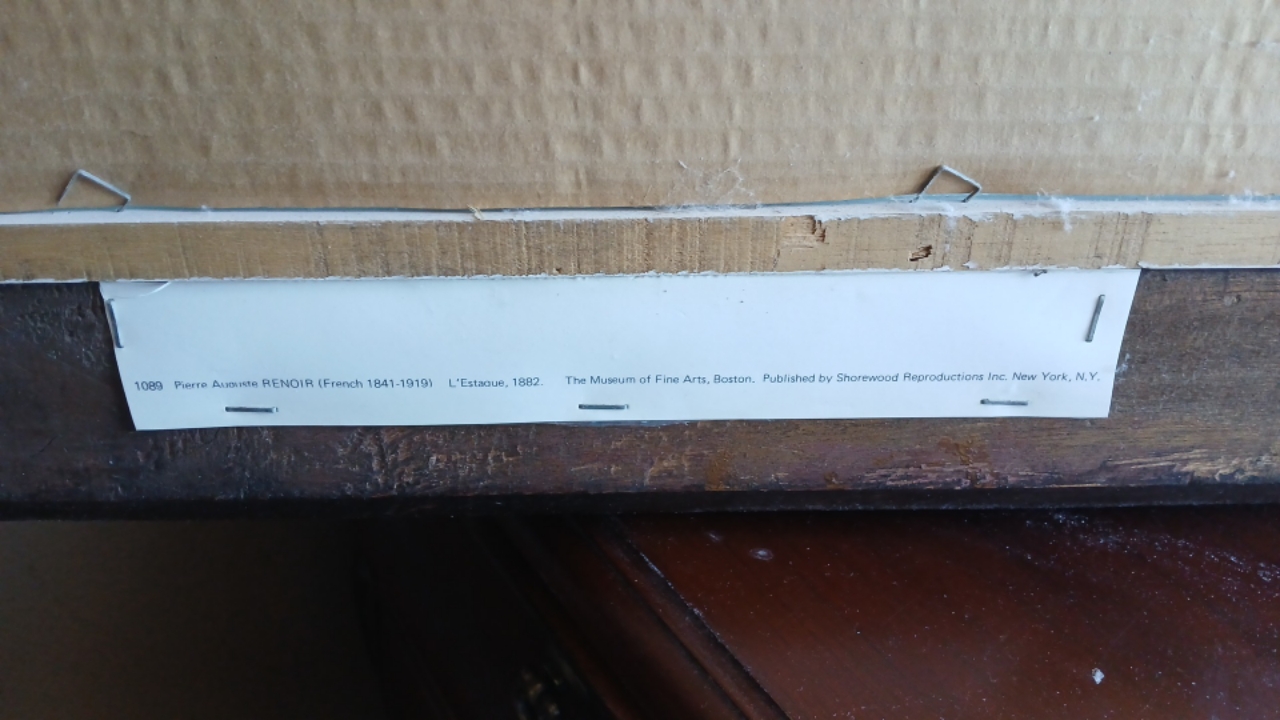 1089 Pierre Auguste RENOIR (French 1841-1919) L'Estaque, 1882. The Museum of Fine Arts, Boston. Published by Shorewood Reproductions Inc. New York, N.Y.